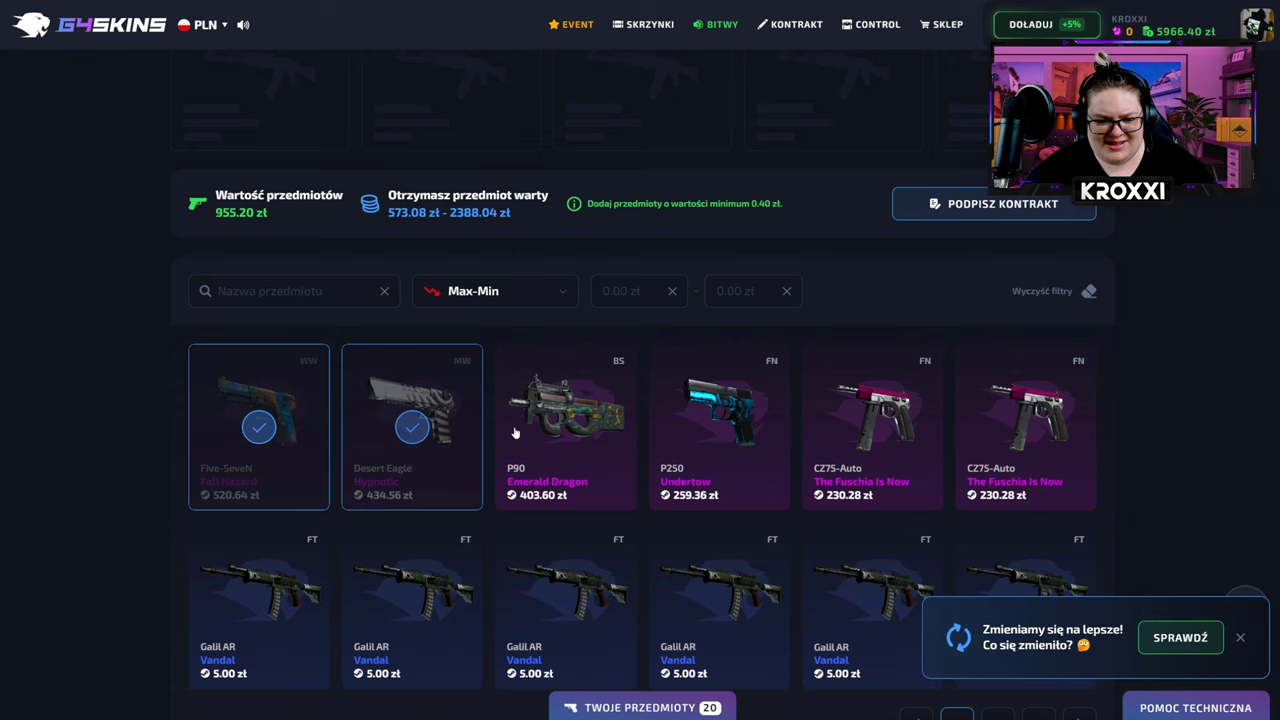 G4SKINS
PLN
EVENT
SKRZYNKI
BITWY
KONTRAKT
CONTROL
SKLEP
DOŁADUJ +5%
KROXXI
0 5966.40 zł
KROXXI
Wartość przedmiotów
955.20 zł
Otrzymasz przedmiot warty
573.08 zł - 2388.04 zł
Dodaj przedmioty o wartości minimum 0.40 zł.
PODPISZ KONTRAKT
Nazwa przedmiotu
Max-Min
0.00 zł - 0.00 zł
Wyczyść filtry
WW
Five-SeveN
Fall Hazard
520.64 zł
MW
Desert Eagle
Hypnotic
434.56 zł
BS
P90
Emerald Dragon
403.60 zł
FN
P250
Undertow
259.36 zł
FN
CZ75-Auto
The Fuschia Is Now
230.28 zł
FN
CZ75-Auto
The Fuschia Is Now
230.28 zł
FT
Galil AR
Vandal
5.00 zł
FT
Galil AR
Vandal
5.00 zł
FT
Galil AR
Vandal
5.00 zł
FT
Galil AR
Vandal
5.00 zł
FT
Galil AR
Vandal
5.00 zł
FT
Zmieniamy się na lepsze!
Co się zmieniło?
SPRAWDŹ
TWOJE PRZEDMIOTY 20
POMOC TECHNICZNA